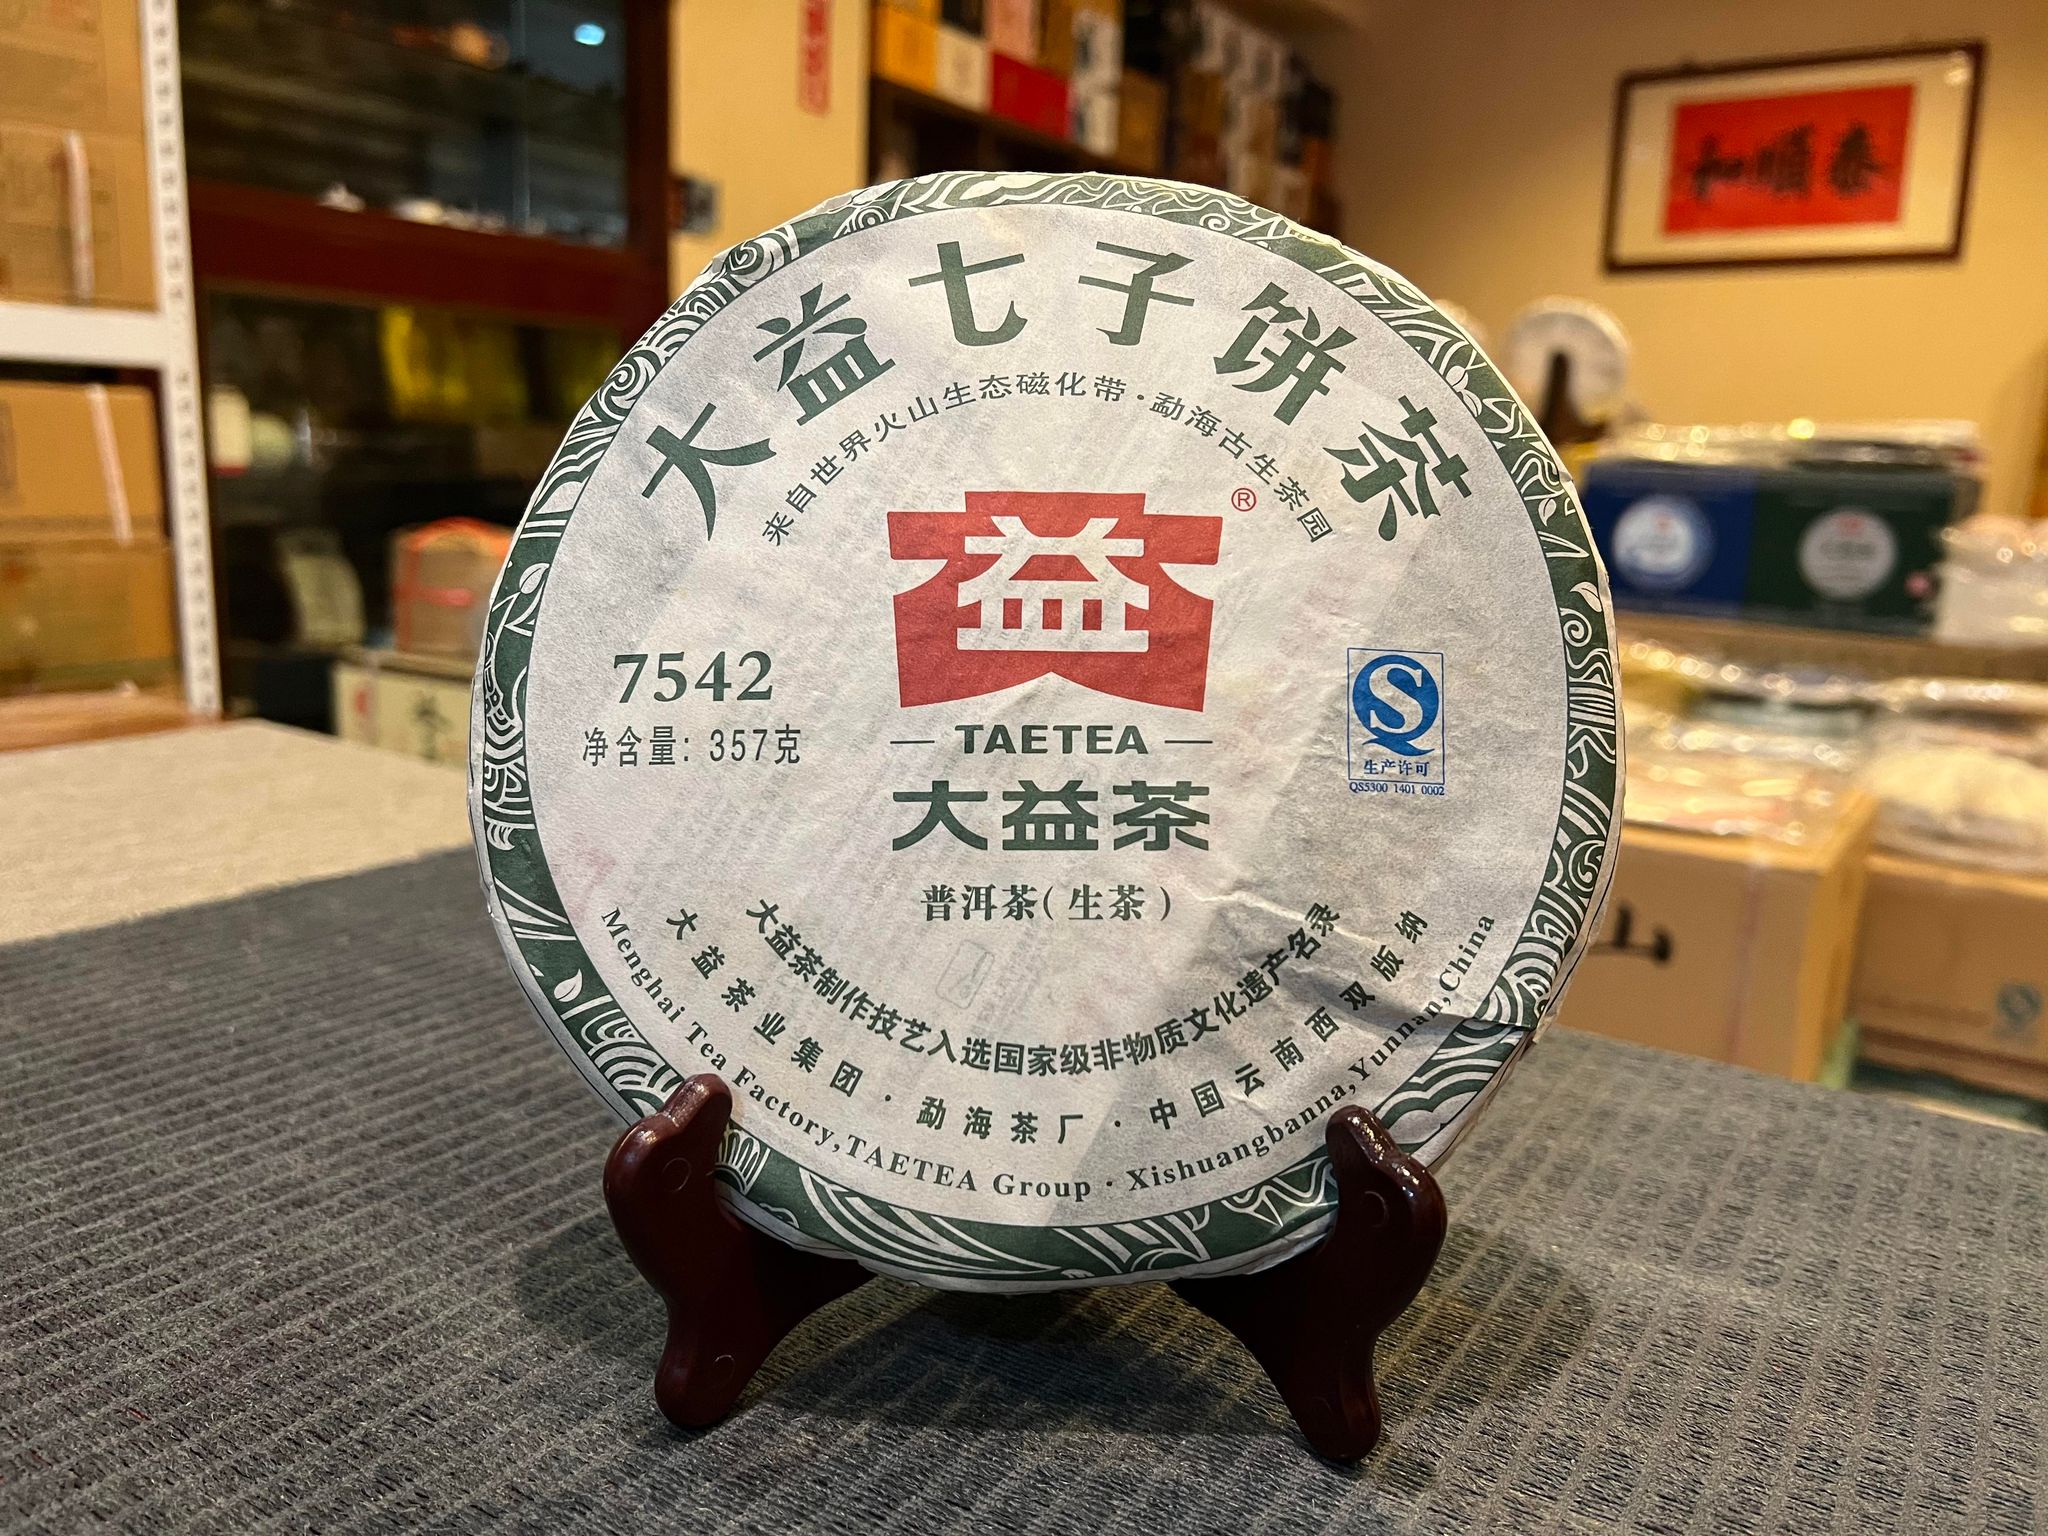 大益七子饼茶
来自世界火山生态磁化带·勐海古生茶园
益®
7542
净含量: 357克
TAETEA
大益茶
普洱茶(生茶)
S
生产许可
QS5300 1401 0002
大益茶制作技艺入选国家级非物质文化遗产名录
大益茶业集团·勐海茶厂·中国云南西双版纳
Menghai Tea Factory,TAETEA Group·Xishuangbanna,Yunnan,China
和順泰
山